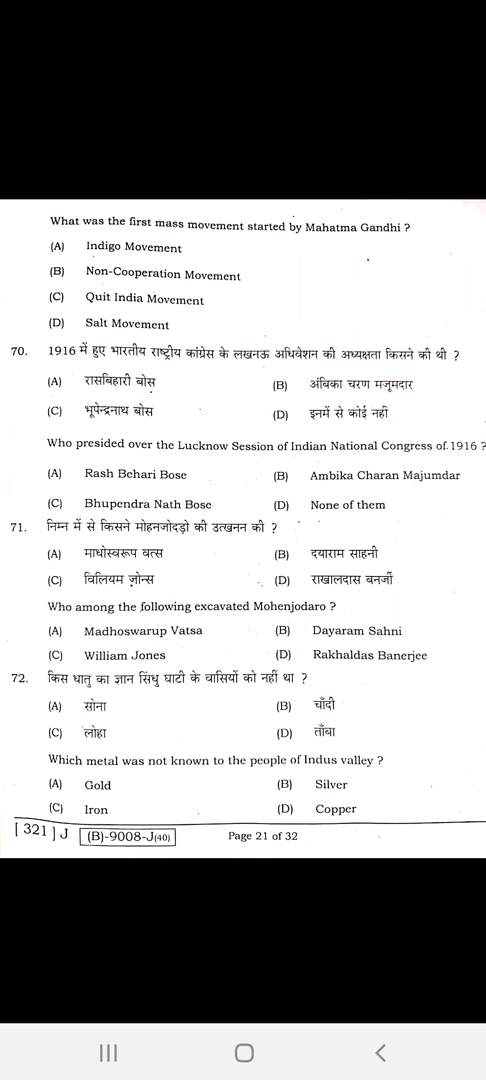 What was the first mass movement started by Mahatma Gandhi ?
(A) Indigo Movement
(B) Non-Cooperation Movement
(C) Quit India Movement
(D) Salt Movement
70. 1916 में हुए भारतीय राष्ट्रीय कांग्रेस के लखनऊ अधिवेशन की अध्यक्षता किसने की थी ?
(A) रासबिहारी बोस (B) अंबिका चरण मजूमदार
(C) भूपेन्द्रनाथ बोस (D) इनमें से कोई नहीं
Who presided over the Lucknow Session of Indian National Congress of 1916 ?
(A) Rash Behari Bose (B) Ambika Charan Majumdar
(C) Bhupendra Nath Bose (D) None of them
71. निम्न में से किसने मोहनजोदड़ो की उत्खनन की ?
(A) माधोस्वरूप वत्स (B) दयाराम साहनी
(C) विलियम ज़ोन्स (D) राखालदास बनर्जी
Who among the following excavated Mohenjodaro ?
(A) Madhoswarup Vatsa (B) Dayaram Sahni
(C) William Jones (D) Rakhaldas Banerjee
72. किस धातु का ज्ञान सिंधु घाटी के वासियों को नहीं था ?
(A) सोना (B) चाँदी
(C) लोहा (D) ताँबा
Which metal was not known to the people of Indus valley ?
(A) Gold (B) Silver
(C) Iron (D) Copper
[ 321 ] J (B)-9008-J(40) Page 21 of 32